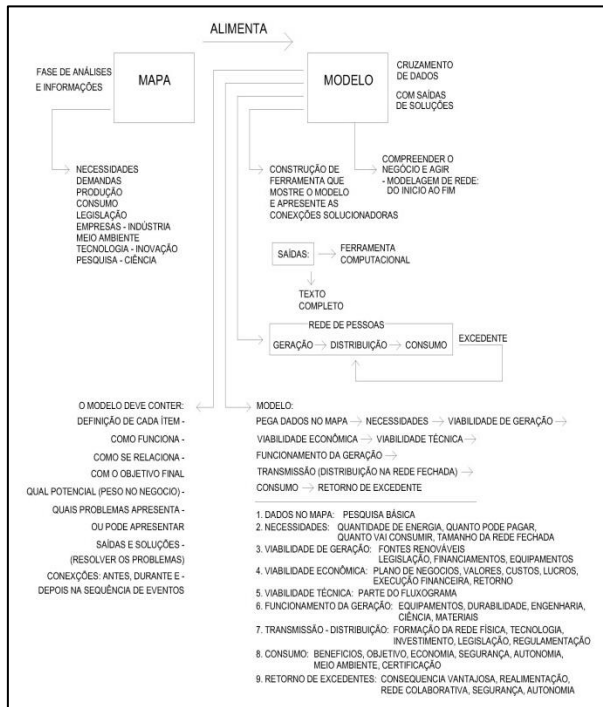 ALIMENTA
FASE DE ANÁLISES
E INFORMAÇÕES
MAPA
MODELO
CRUZAMENTO
DE DADOS
COM SAÍDAS
DE SOLUÇÕES
NECESSIDADES
DEMANDAS
PRODUÇÃO
CONSUMO
LEGISLAÇÃO
EMPRESAS - INDÚSTRIA
MEIO AMBIENTE
TECNOLOGIA - INOVAÇÃO
PESQUISA - CIÊNCIA
CONSTRUÇÃO DE
FERRAMENTA QUE
MOSTRE O MODELO
E APRESENTE AS
CONEXÕES SOLUCIONADORAS
COMPREENDER O
NEGÓCIO E AGIR
- MODELAGEM DE REDE:
DO INICIO AO FIM
SAÍDAS:
FERRAMENTA
COMPUTACIONAL
TEXTO
COMPLETO
REDE DE PESSOAS
GERAÇÃO → DISTRIBUIÇÃO → CONSUMO
EXCEDENTE
O MODELO DEVE CONTER:
DEFINIÇÃO DE CADA ÍTEM -
COMO FUNCIONA -
COMO SE RELACIONA -
COM O OBJETIVO FINAL
QUAL POTENCIAL (PESO NO NEGOCIO) -
QUAIS PROBLEMAS APRESENTA -
OU PODE APRESENTAR
SAÍDAS E SOLUÇÕES -
(RESOLVER OS PROBLEMAS)
CONEXÕES: ANTES, DURANTE E -
DEPOIS NA SEQUÊNCIA DE EVENTOS
MODELO:
PEGA DADOS NO MAPA → NECESSIDADES → VIABILIDADE DE GERAÇÃO →
VIABILIDADE ECONÔMICA → VIABILIDADE TÉCNICA →
FUNCIONAMENTO DA GERAÇÃO →
TRANSMISSÃO (DISTRIBUIÇÃO NA REDE FECHADA) →
CONSUMO → RETORNO DE EXCEDENTE
1. DADOS NO MAPA: PESQUISA BÁSICA
2. NECESSIDADES: QUANTIDADE DE ENERGIA, QUANTO PODE PAGAR,
QUANTO VAI CONSUMIR, TAMANHO DA REDE FECHADA
3. VIABILIDADE DE GERAÇÃO: FONTES RENOVÁVEIS
LEGISLAÇÃO, FINANCIAMENTOS, EQUIPAMENTOS
4. VIABILIDADE ECONÔMICA: PLANO DE NEGOCIOS, VALORES, CUSTOS, LUCROS,
EXECUÇÃO FINANCEIRA, RETORNO
5. VIABILIDADE TÉCNICA: PARTE DO FLUXOGRAMA
6. FUNCIONAMENTO DA GERAÇÃO: EQUIPAMENTOS, DURABILIDADE, ENGENHARIA,
CIÊNCIA, MATERIAIS
7. TRANSMISSÃO - DISTRIBUIÇÃO: FORMAÇÃO DA REDE FÍSICA, TECNOLOGIA,
INVESTIMENTO, LEGISLAÇÃO, REGULAMENTAÇÃO
8. CONSUMO: BENEFICIOS, OBJETIVO, ECONOMIA, SEGURANÇA, AUTONOMIA,
MEIO AMBIENTE, CERTIFICAÇÃO
9. RETORNO DE EXCEDENTES: CONSEQUENCIA VANTAJOSA, REALIMENTAÇÃO,
REDE COLABORATIVA, SEGURANÇA, AUTONOMIA